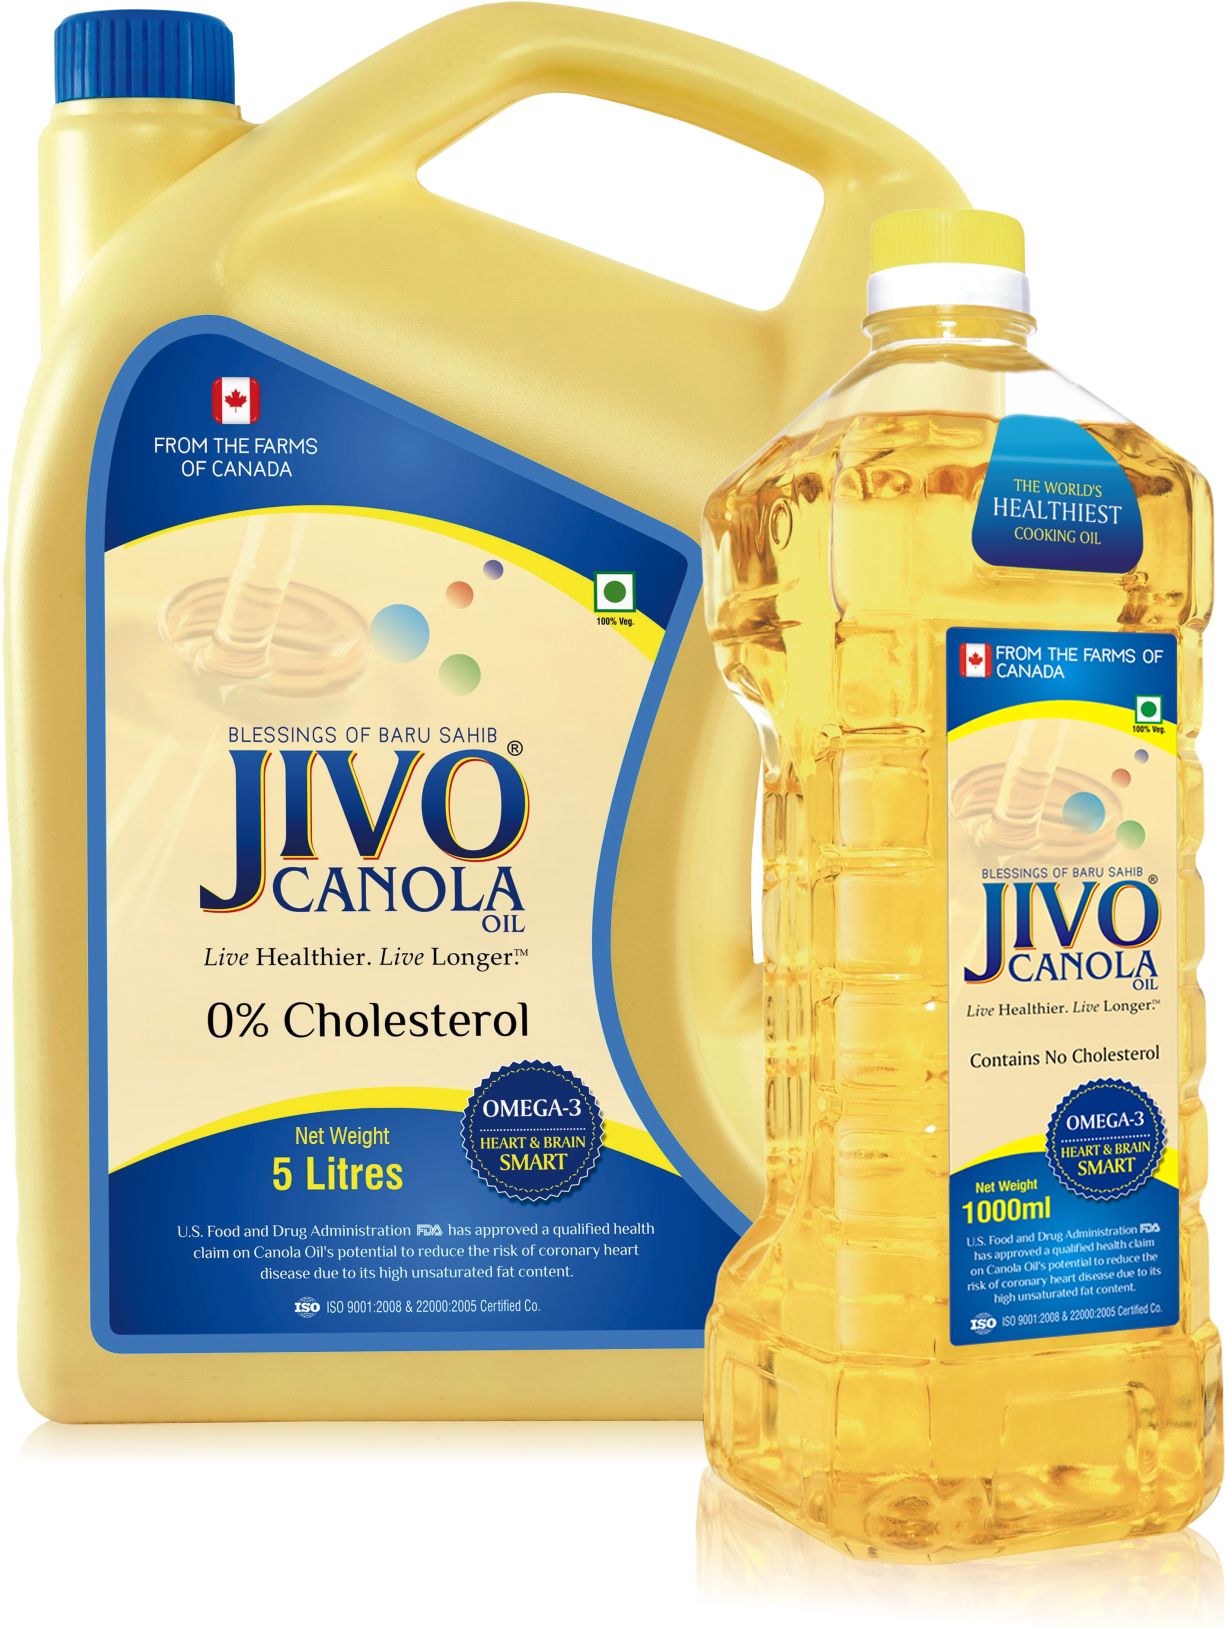 FROM THE FARMS
OF CANADA
100% Veg.
BLESSINGS OF BARU SAHIB
JIVO®
CANOLA
OIL
Live Healthier. Live Longer.™
0% Cholesterol
OMEGA-3
HEART & BRAIN
SMART
Net Weight
5 Litres
U.S. Food and Drug Administration FDA has approved a qualified health
claim on Canola Oil's potential to reduce the risk of coronary heart
disease due to its high unsaturated fat content.
ISO ISO 9001:2008 & 22000:2005 Certified Co.
THE WORLD'S
HEALTHIEST
COOKING OIL
JIVO
FROM THE FARMS OF
CANADA
100% Veg.
BLESSINGS OF BARU SAHIB
JIVO®
CANOLA
OIL
Live Healthier. Live Longer.™
Contains No Cholesterol
OMEGA-3
HEART & BRAIN
SMART
Net Weight
1000ml
U.S. Food and Drug Administration FDA
has approved a qualified health claim
on Canola Oil's potential to reduce the
risk of coronary heart disease due to its
high unsaturated fat content.
ISO ISO 9001:2008 & 22000:2005 Certified Co.